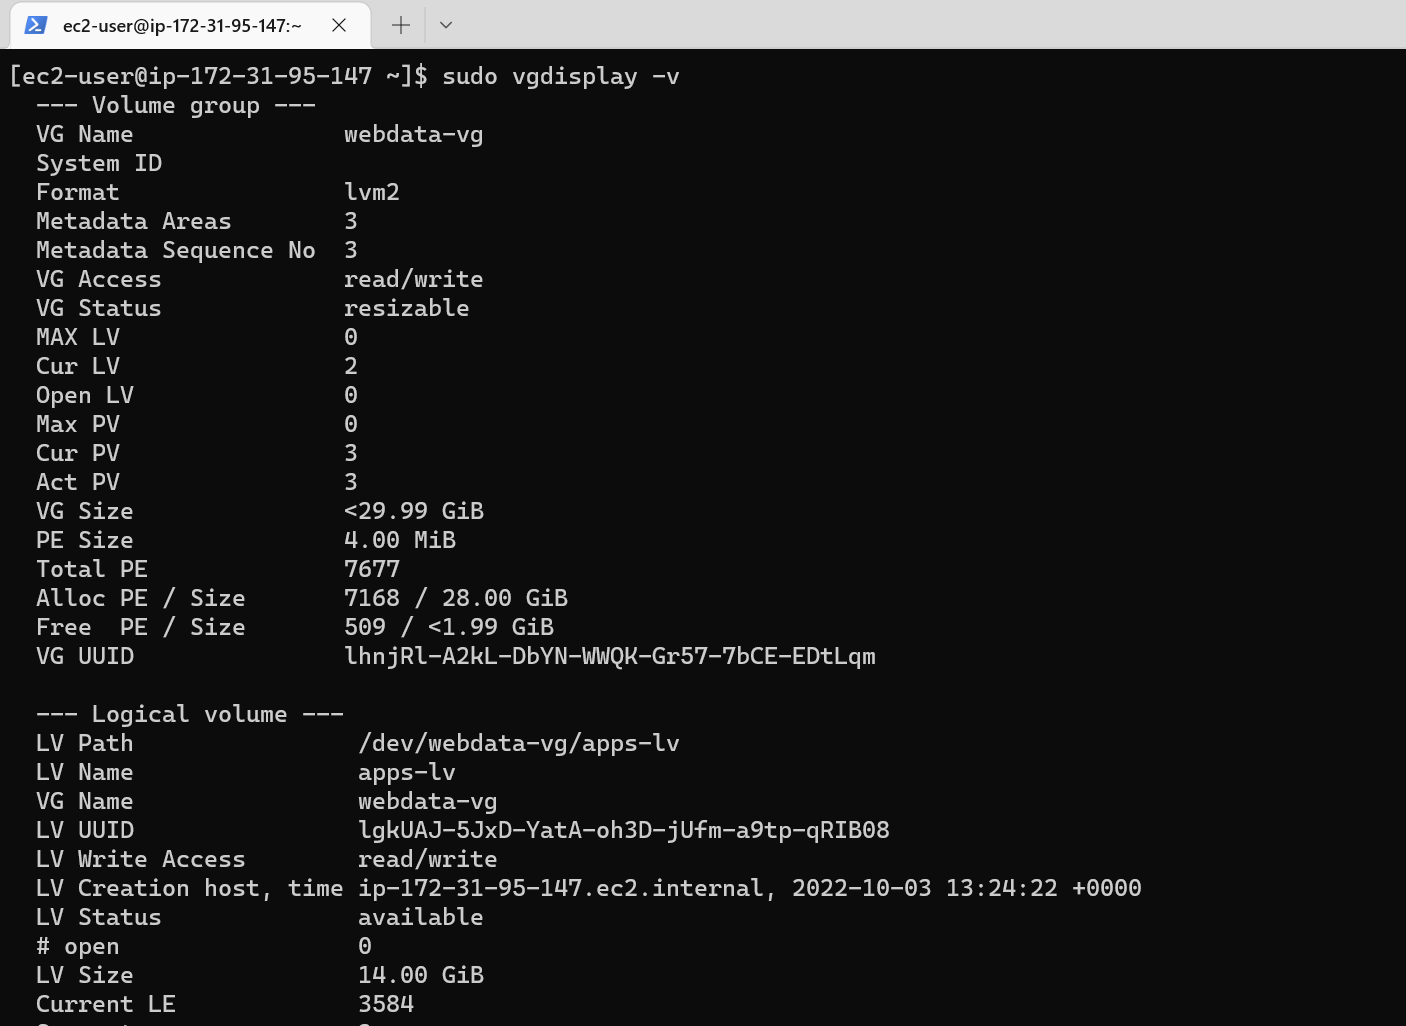 ec2-user@ip-172-31-95-147:~
[ec2-user@ip-172-31-95-147 ~]$ sudo vgdisplay -v
--- Volume group ---
VG Name webdata-vg
System ID
Format lvm2
Metadata Areas 3
Metadata Sequence No 3
VG Access read/write
VG Status resizable
MAX LV 0
Cur LV 2
Open LV 0
Max PV 0
Cur PV 3
Act PV 3
VG Size <29.99 GiB
PE Size 4.00 MiB
Total PE 7677
Alloc PE / Size 7168 / 28.00 GiB
Free  PE / Size 509 / <1.99 GiB
VG UUID lhnjRl-A2kL-DbYN-WWQK-Gr57-7bCE-EDtLqm
--- Logical volume ---
LV Path /dev/webdata-vg/apps-lv
LV Name apps-lv
VG Name webdata-vg
LV UUID lgkUAJ-5JxD-YatA-oh3D-jUfm-a9tp-qRIB08
LV Write Access read/write
LV Creation host, time ip-172-31-95-147.ec2.internal, 2022-10-03 13:24:22 +0000
LV Status available
# open 0
LV Size 14.00 GiB
Current LE 3584